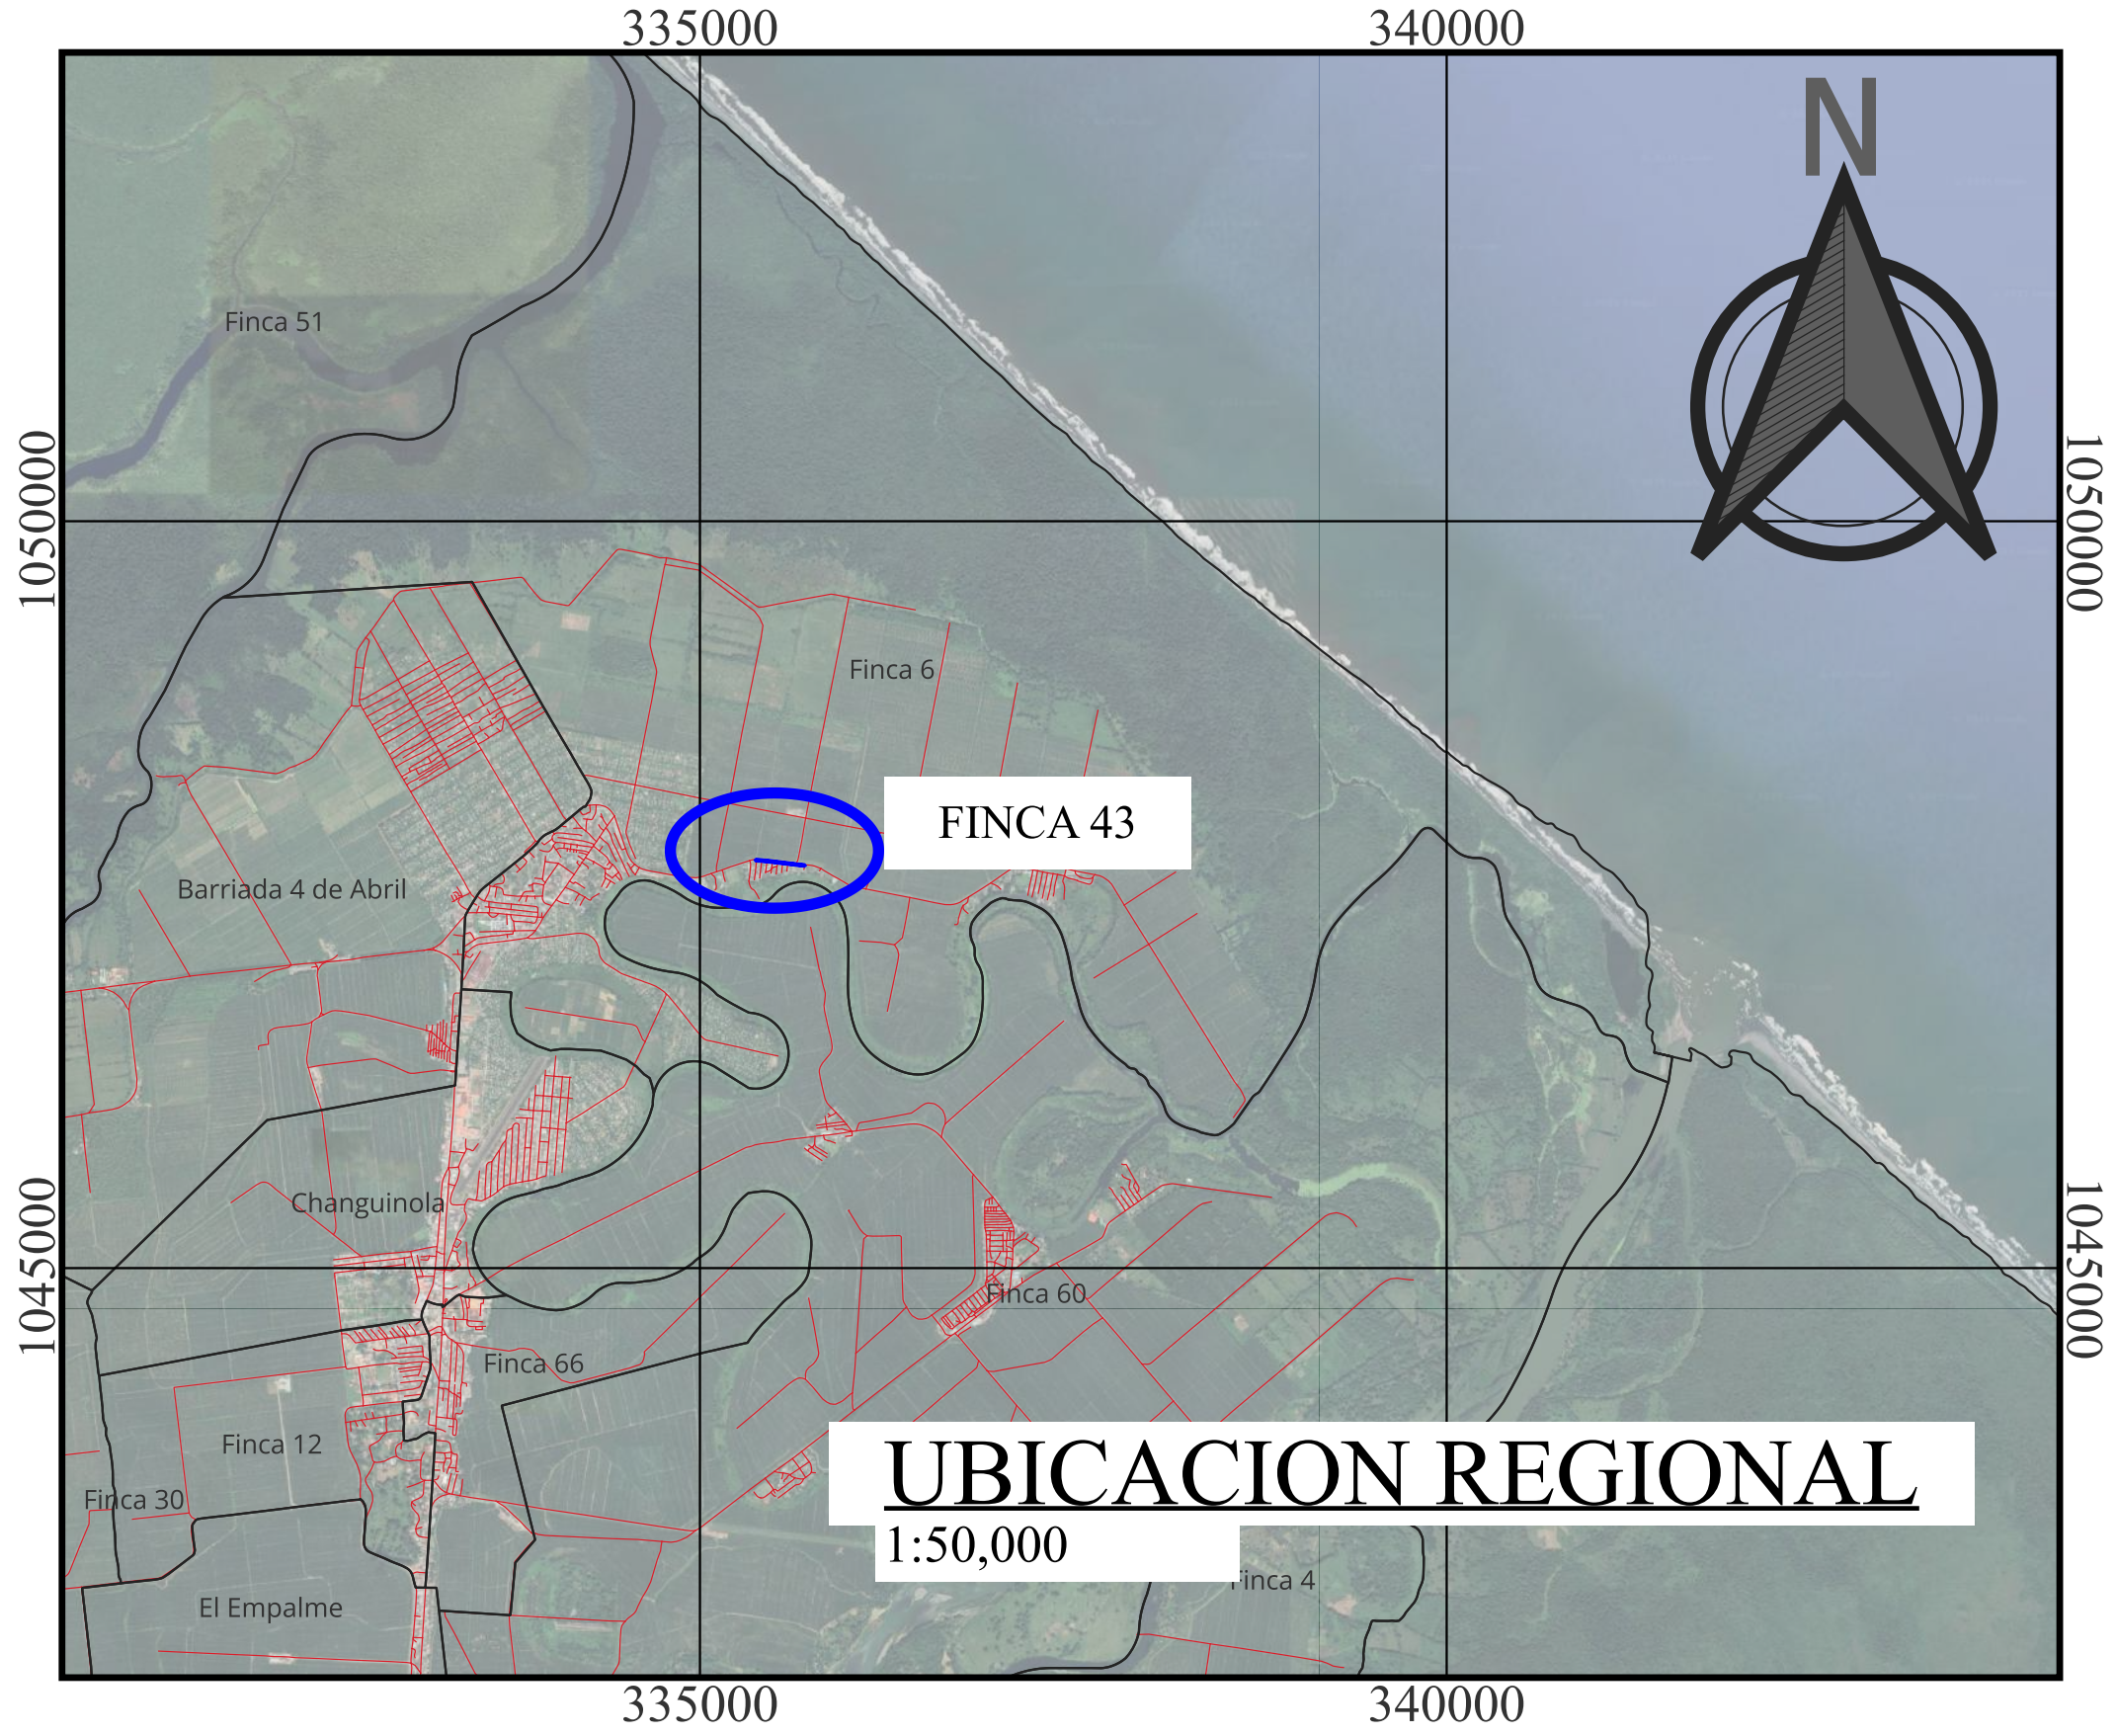 335000 340000
N
Finca 51
1050000 1050000
Finca 6
FINCA 43
Barriada 4 de Abril
Changuinola
1045000 1045000
Finca 60
Finca 66
Finca 12
UBICACION REGIONAL
Finca 30
1:50,000
Finca 4
El Empalme
335000 340000